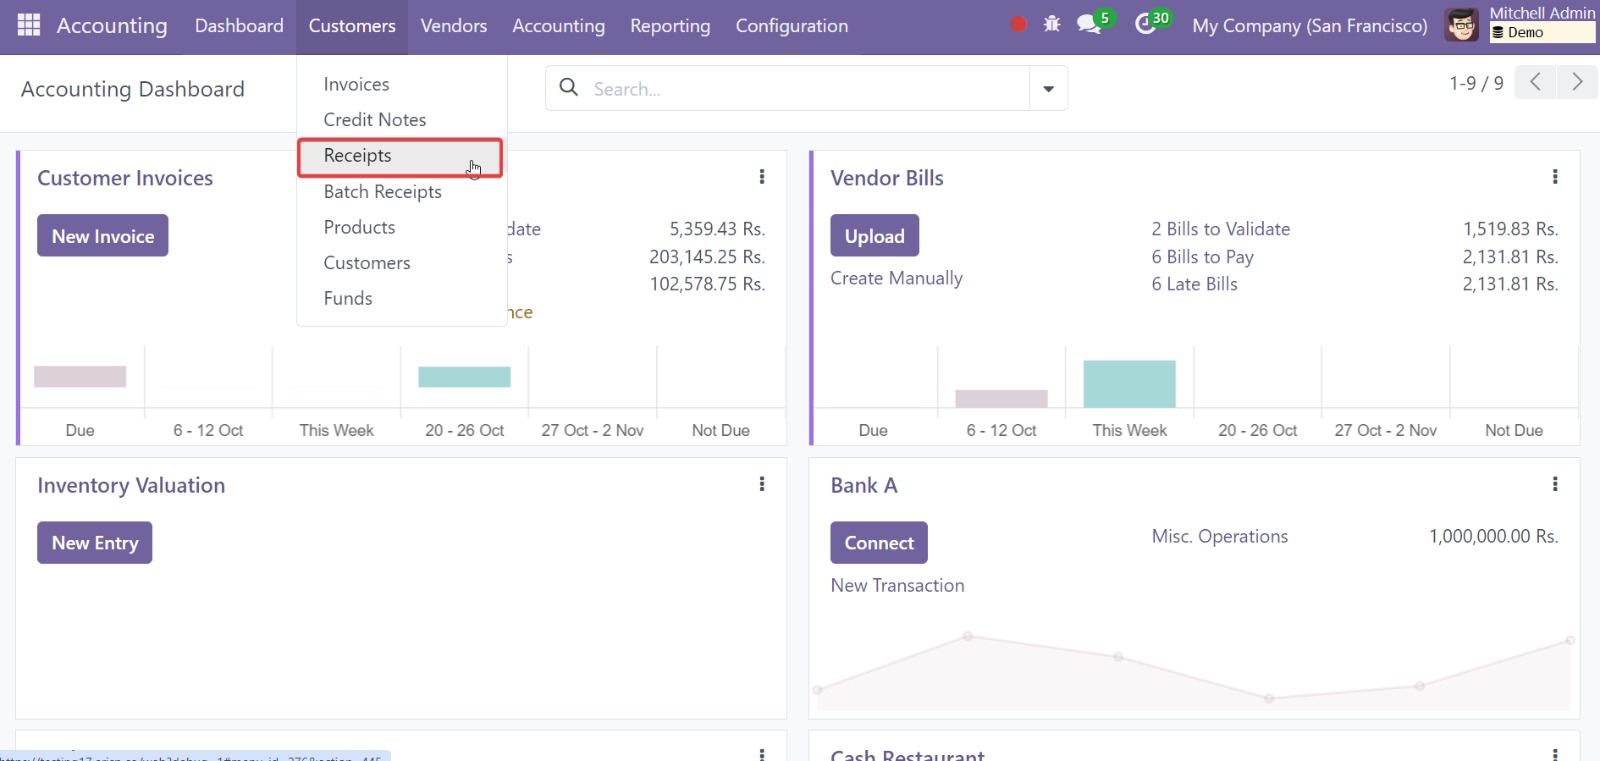 Accounting Dashboard Customers Vendors Accounting Reporting Configuration 5 30 My Company (San Francisco) Mitchell Admin
Demo
Accounting Dashboard
Search...
1-9 / 9
Invoices
Credit Notes
Receipts
Batch Receipts
Products
Customers
Funds
Customer Invoices
New Invoice
5,359.43 Rs.
203,145.25 Rs.
102,578.75 Rs.
Due 6 - 12 Oct This Week 20 - 26 Oct 27 Oct - 2 Nov Not Due
Vendor Bills
Upload
Create Manually
2 Bills to Validate 1,519.83 Rs.
6 Bills to Pay 2,131.81 Rs.
6 Late Bills 2,131.81 Rs.
Due 6 - 12 Oct This Week 20 - 26 Oct 27 Oct - 2 Nov Not Due
Inventory Valuation
New Entry
Bank A
Connect
New Transaction
Misc. Operations 1,000,000.00 Rs.
Cash Restaurant